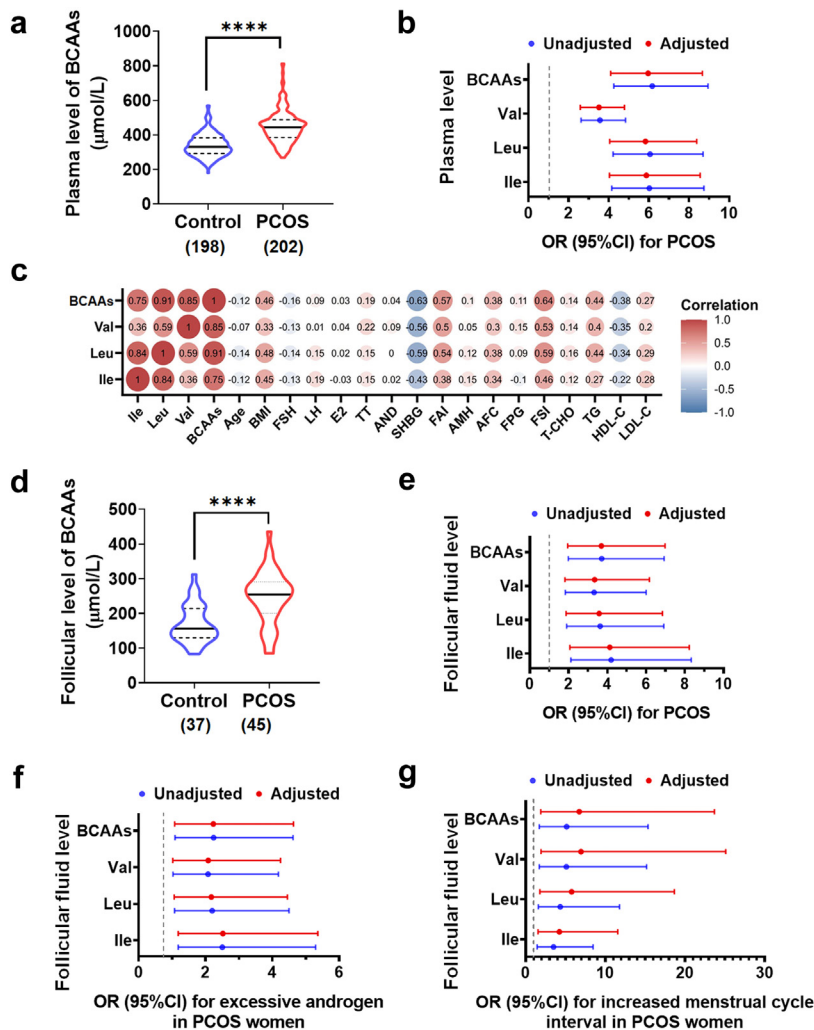 a
****
Plasma level of BCAAs
(μmol/L)
1000
800
600
400
200
0
Control PCOS
(198) (202)
b
Unadjusted Adjusted
Plasma level
BCAAs
Val
Leu
Ile
2 4 6 8 10
OR (95%CI) for PCOS
c
BCAAs 0.75 0.91 0.85 1 -0.12 0.46 -0.16 0.09 0.03 0.19 0.04 -0.63 0.57 0.1 0.38 0.11 0.64 0.14 0.44 -0.38 0.27
Val 0.36 0.59 1 0.85 -0.07 0.33 -0.13 0.01 0.04 0.22 0.09 -0.56 0.5 0.05 0.3 0.15 0.53 0.14 0.4 -0.35 0.2
Leu 0.84 1 0.59 0.91 -0.14 0.48 -0.14 0.15 0.02 0.15 0 -0.59 0.54 0.12 0.38 0.09 0.59 0.16 0.44 -0.34 0.29
Ile 1 0.84 0.36 0.75 -0.12 0.45 -0.13 0.19 -0.03 0.15 0.02 -0.43 0.38 0.15 0.34 -0.1 0.46 0.12 0.27 -0.22 0.28
Ile Leu Val BCAAs Age BMI FSH LH E2 TT AND SHBG FAI AMH AFC FPG FSI T-CHO TG HDL-C LDL-C
Correlation
1.0
0.5
0.0
-0.5
-1.0
d
****
Follicular level of BCAAs
(μmol/L)
500
400
300
200
100
0
Control PCOS
(37) (45)
e
Unadjusted Adjusted
Follicular fluid level
BCAAs
Val
Leu
Ile
0 2 4 6 8 10
OR (95%CI) for PCOS
f
Unadjusted Adjusted
Follicular fluid level
BCAAs
Val
Leu
Ile
0 2 4 6
OR (95%CI) for excessive androgen
in PCOS women
g
Unadjusted Adjusted
Follicular fluid level
BCAAs
Val
Leu
Ile
0 10 20 30
OR (95%CI) for increased menstrual cycle
interval in PCOS women